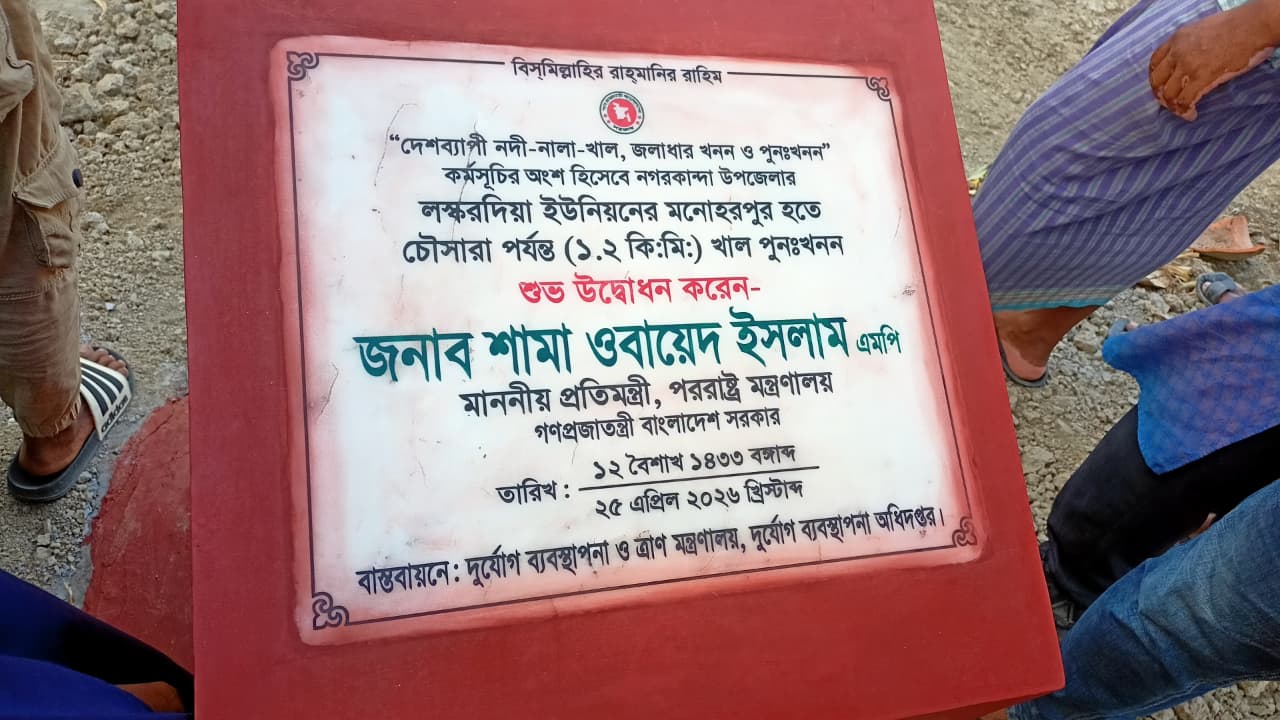 বিস্‌মিল্লাহির রাহ্‌মানির রাহিম
“দেশব্যাপী নদী-নালা-খাল, জলাধার খনন ও পুনঃখনন”
কর্মসূচির অংশ হিসেবে নগরকান্দা উপজেলার
লস্করদিয়া ইউনিয়নের মনোহরপুর হতে
চৌসারা পর্যন্ত (১.২ কি:মি:) খাল পুনঃখনন
শুভ উদ্বোধন করেন-
জনাব শামা ওবায়েদ ইসলাম এমপি
মাননীয় প্রতিমন্ত্রী, পররাষ্ট্র মন্ত্রণালয়
গণপ্রজাতন্ত্রী বাংলাদেশ সরকার
১২ বৈশাখ ১৪৩৩ বঙ্গাব্দ
তারিখ :
২৫ এপ্রিল ২০২৬ খ্রিস্টাব্দ
বাস্তবায়নে : দুর্যোগ ব্যবস্থাপনা ও ত্রাণ মন্ত্রণালয়, দুর্যোগ ব্যবস্থাপনা অধিদপ্তর।